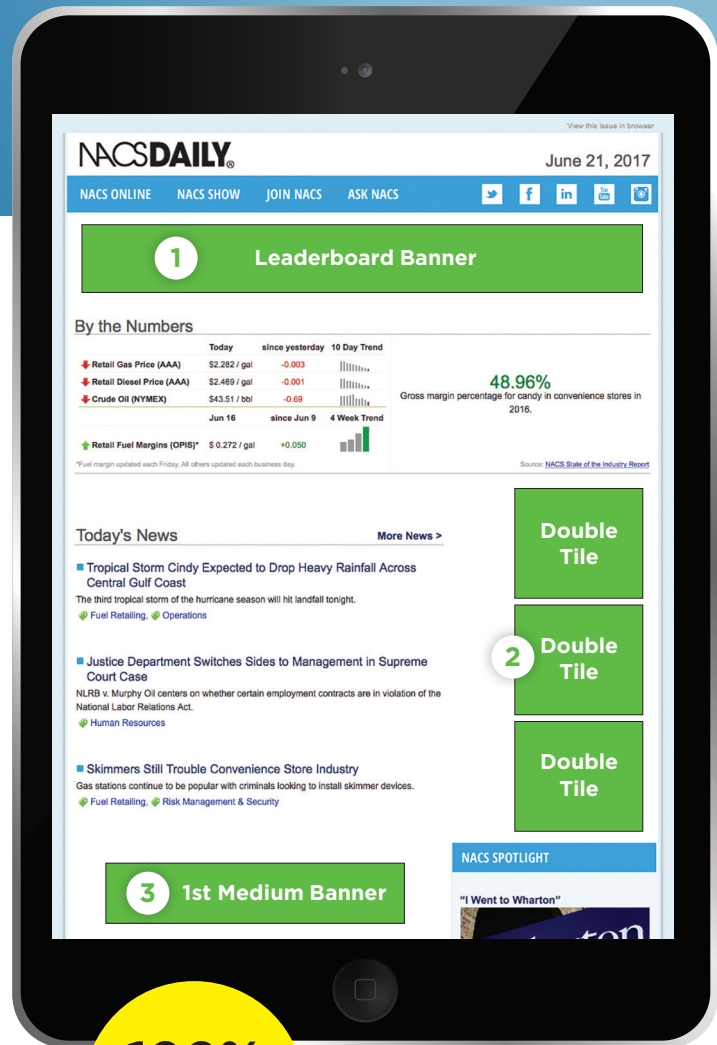 View this issue in browser
NACSDAILY®
June 21, 2017
NACS ONLINE NACS SHOW JOIN NACS ASK NACS
1 Leaderboard Banner
By the Numbers
Today since yesterday 10 Day Trend
Retail Gas Price (AAA) $2.282 / gal -0.003
Retail Diesel Price (AAA) $2.469 / gal -0.001
Crude Oil (NYMEX) $43.51 / bbl -0.69
Jun 16 since Jun 9 4 Week Trend
Retail Fuel Margins (OPIS)* $ 0.272 / gal +0.050
*Fuel margin updated each Friday. All others updated each business day.
48.96%
Gross margin percentage for candy in convenience stores in
2016.
Source: NACS State of the Industry Report
Today's News More News >
Tropical Storm Cindy Expected to Drop Heavy Rainfall Across
Central Gulf Coast
The third tropical storm of the hurricane season will hit landfall tonight.
Fuel Retailing, Operations
Justice Department Switches Sides to Management in Supreme
Court Case
NLRB v. Murphy Oil centers on whether certain employment contracts are in violation of the
National Labor Relations Act.
Human Resources
Skimmers Still Trouble Convenience Store Industry
Gas stations continue to be popular with criminals looking to install skimmer devices.
Fuel Retailing, Risk Management & Security
3 1st Medium Banner
Double
Tile
2 Double
Tile
Double
Tile
NACS SPOTLIGHT
"I Went to Wharton"